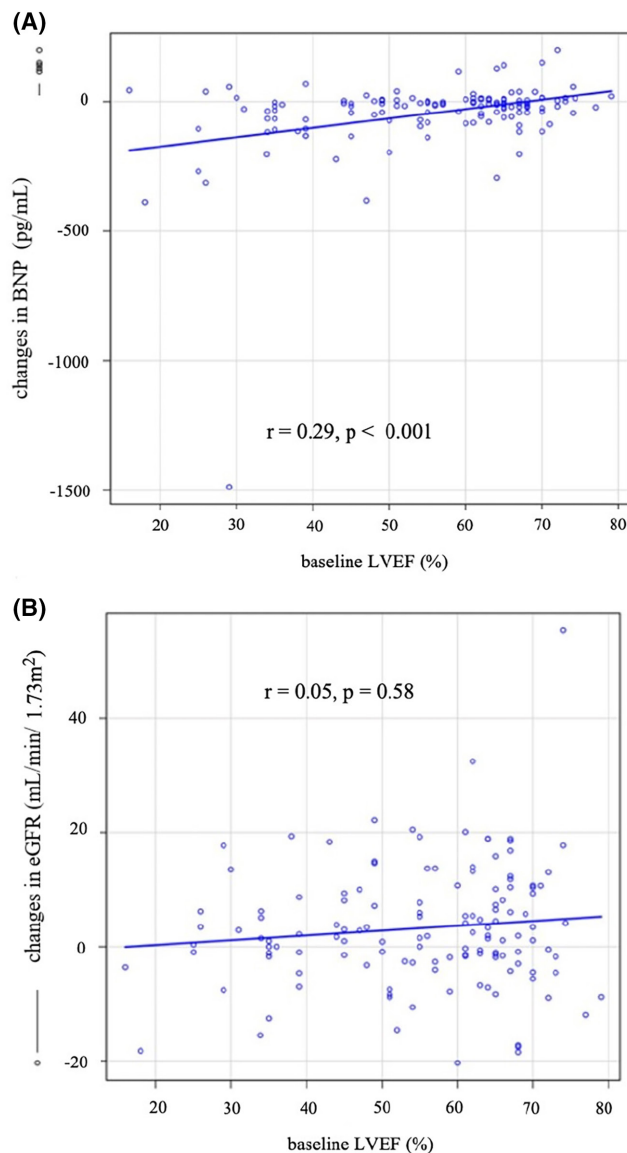 (A)
changes in BNP (pg/mL)
0
-500
-1000
-1500
r = 0.29, p < 0.001
20 30 40 50 60 70 80
baseline LVEF (%)
(B)
changes in eGFR (mL/min/ 1.73m²)
40
20
0
-20
r = 0.05, p = 0.58
20 30 40 50 60 70 80
baseline LVEF (%)